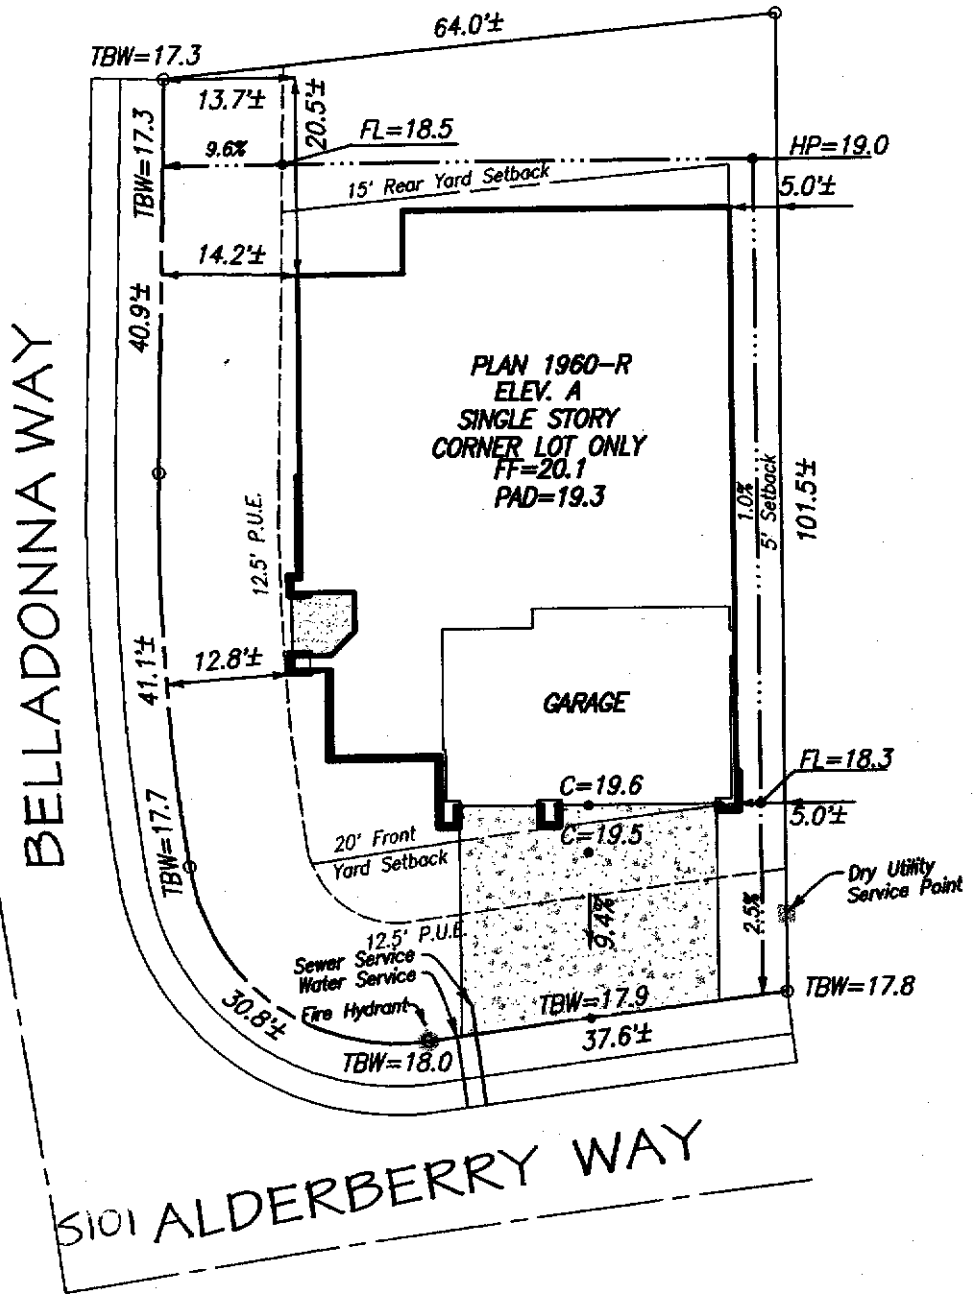 64.0'±
TBW=17.3
13.7'±
20.5'±
TBW=17.3
9.6%
FL=18.5
HP=19.0
15' Rear Yard Setback
5.0'±
14.2'±
40.9'±
BELLADONNA WAY
PLAN 1960-R
ELEV. A
SINGLE STORY
CORNER LOT ONLY
FF=20.1
PAD=19.3
12.5' P.U.E.
1.0%
5' Setback
101.5'±
41.1'±
12.8'±
GARAGE
FL=18.3
C=19.6
5.0'±
TBW=17.7
20' Front
Yard Setback
C=19.5
Dry Utility
Service Point
9.4%
2.5%
12.5' P.U.E.
Sewer Service
Water Service
Fire Hydrant
30.8'±
TBW=17.9
TBW=17.8
37.6'±
TBW=18.0
5101 ALDERBERRY WAY